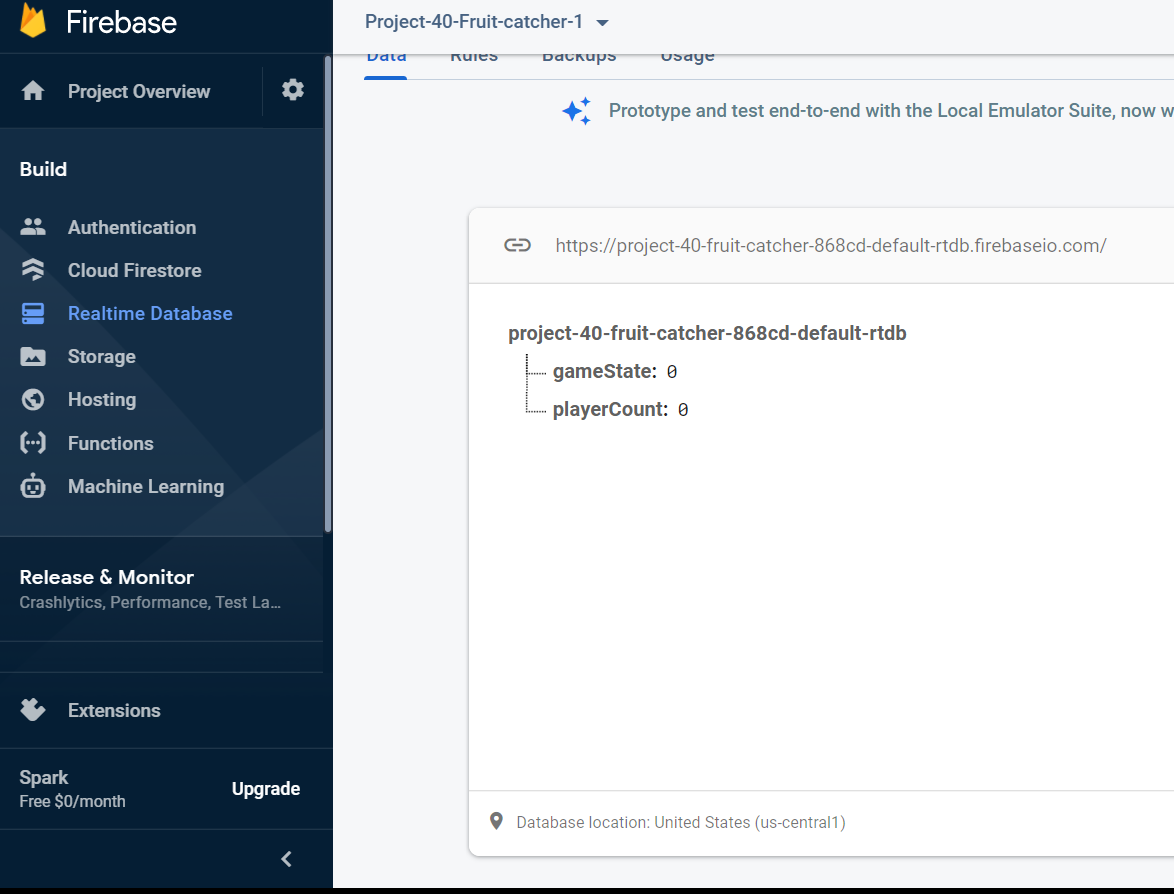 Firebase
Project Overview
Build
Authentication
Cloud Firestore
Realtime Database
Storage
Hosting
Functions
Machine Learning
Release & Monitor
Crashlytics, Performance, Test La...
Extensions
Spark
Free $0/month
Upgrade
Project-40-Fruit-catcher-1
Data Rules Backups Usage
Prototype and test end-to-end with the Local Emulator Suite, now w
https://project-40-fruit-catcher-868cd-default-rtdb.firebaseio.com/
project-40-fruit-catcher-868cd-default-rtdb
gameState: 0
playerCount: 0
Database location: United States (us-central1)